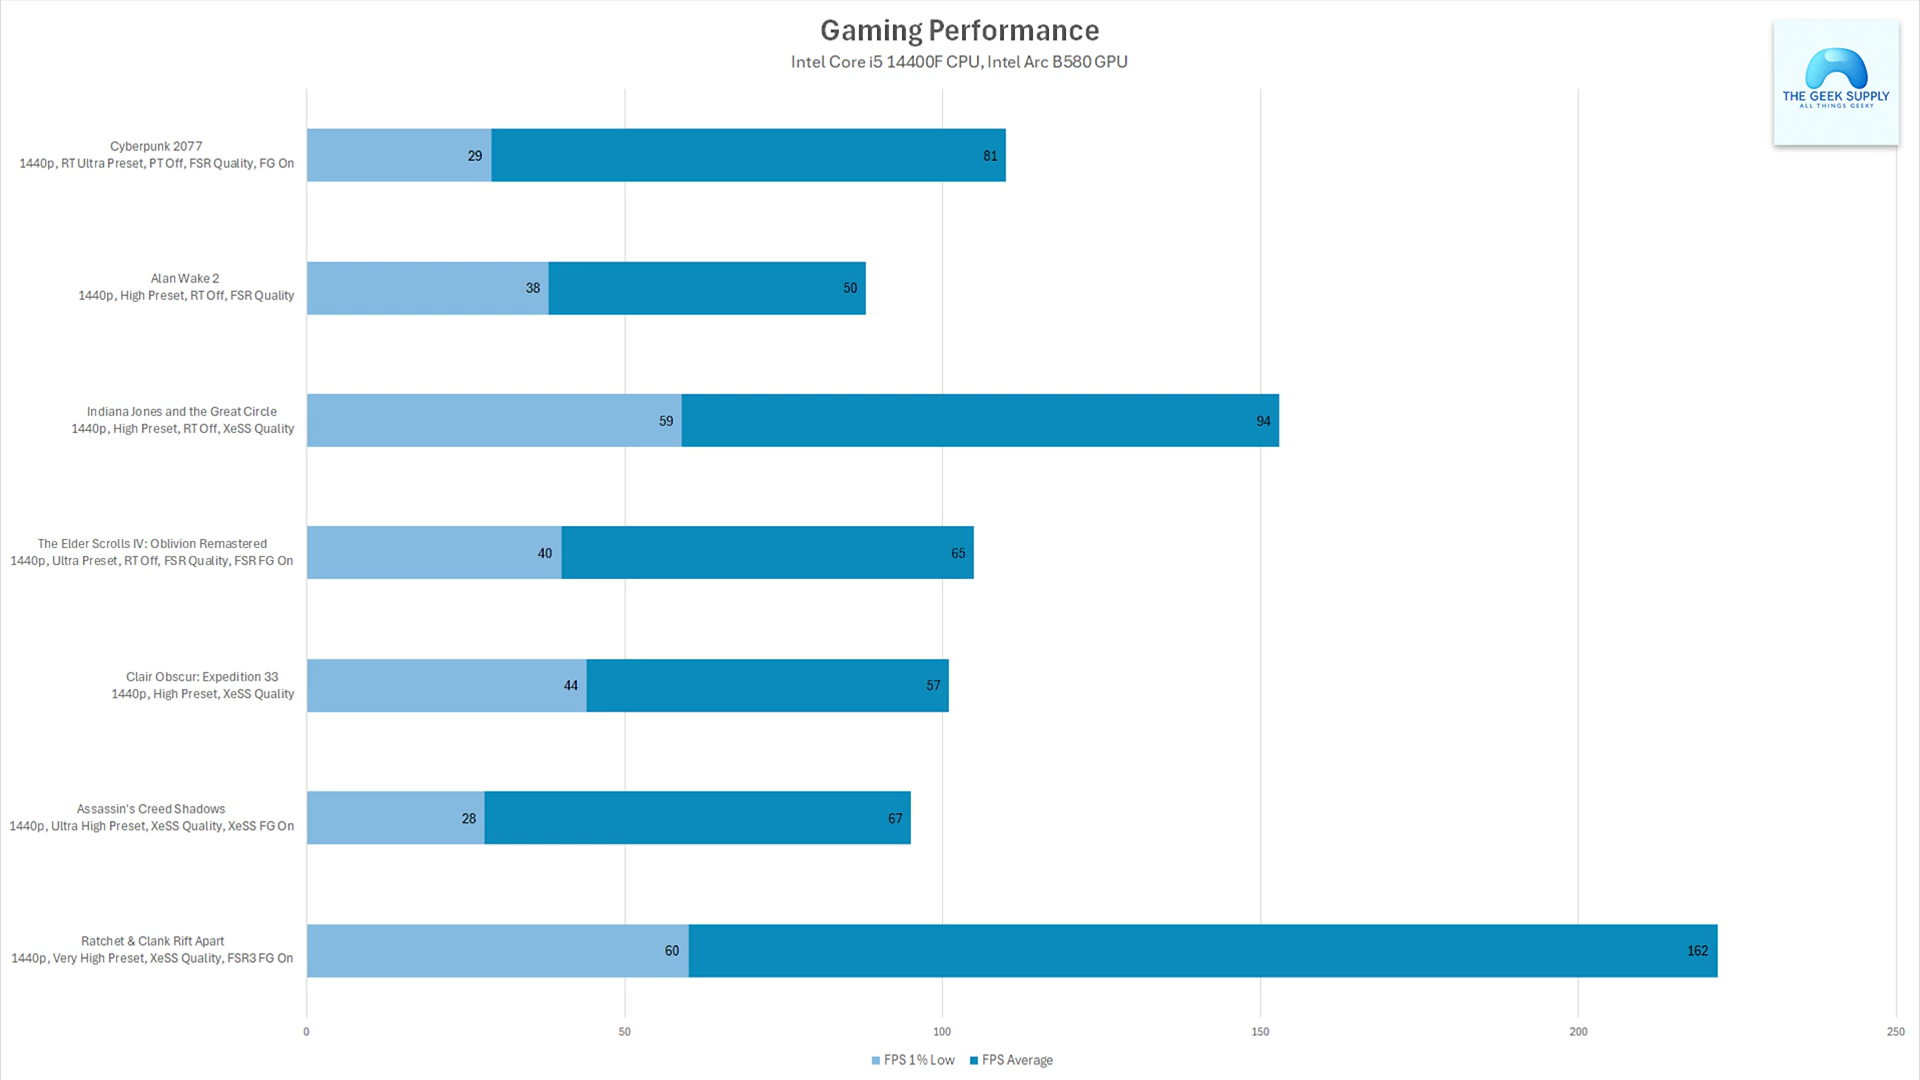 Gaming Performance
Intel Core i5 14400F CPU, Intel Arc B580 GPU
THE GEEK SUPPLY
ALL THINGS GEEKY
Cyberpunk 2077
1440p, RT Ultra Preset, PT Off, FSR Quality, FG On
29
81
Alan Wake 2
1440p, High Preset, RT Off, FSR Quality
38
50
Indiana Jones and the Great Circle
1440p, High Preset, RT Off, XeSS Quality
59
94
The Elder Scrolls IV: Oblivion Remastered
1440p, Ultra Preset, RT Off, FSR Quality, FSR FG On
40
65
Clair Obscur: Expedition 33
1440p, High Preset, XeSS Quality
44
57
Assassin's Creed Shadows
1440p, Ultra High Preset, XeSS Quality, XeSS FG On
28
67
Ratchet & Clank Rift Apart
1440p, Very High Preset, XeSS Quality, FSR3 FG On
60
162
0
50
100
150
200
250
FPS 1% Low
FPS Average